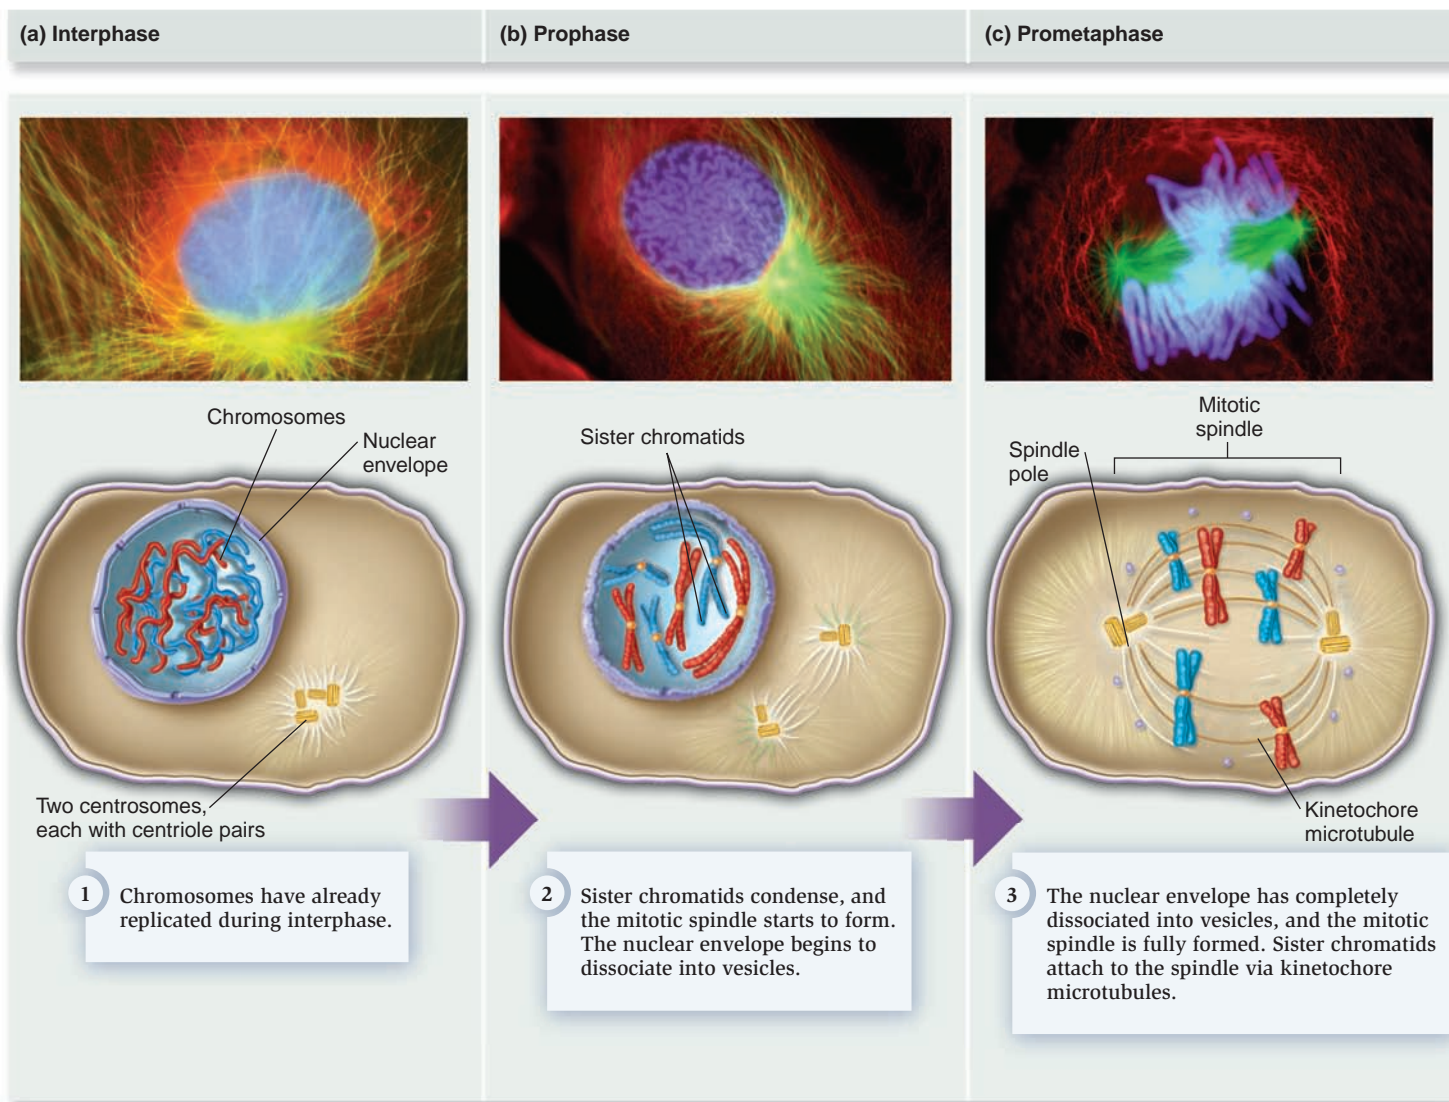 (a) Interphase
(b) Prophase
(c) Prometaphase
Chromosomes
Nuclear
envelope
Two centrosomes,
each with centriole pairs
1 Chromosomes have already
replicated during interphase.
Sister chromatids
2 Sister chromatids condense, and
the mitotic spindle starts to form.
The nuclear envelope begins to
dissociate into vesicles.
Mitotic
spindle
Spindle
pole
Kinetochore
microtubule
3 The nuclear envelope has completely
dissociated into vesicles, and the mitotic
spindle is fully formed. Sister chromatids
attach to the spindle via kinetochore
microtubules.